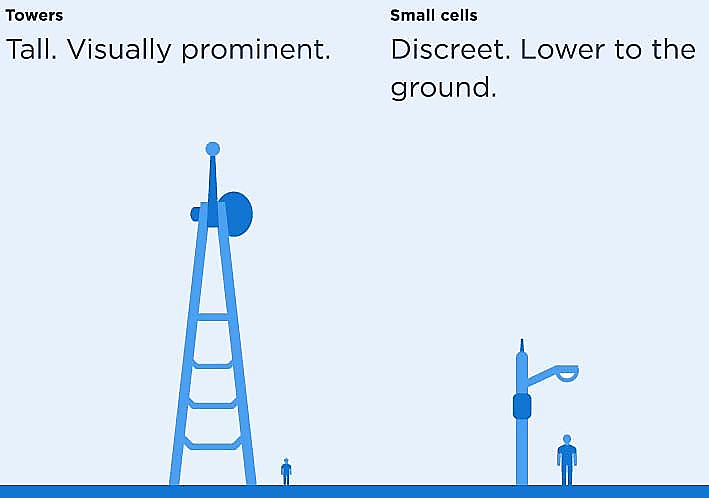 Towers
Tall. Visually prominent.
Small cells
Discreet. Lower to the
ground.